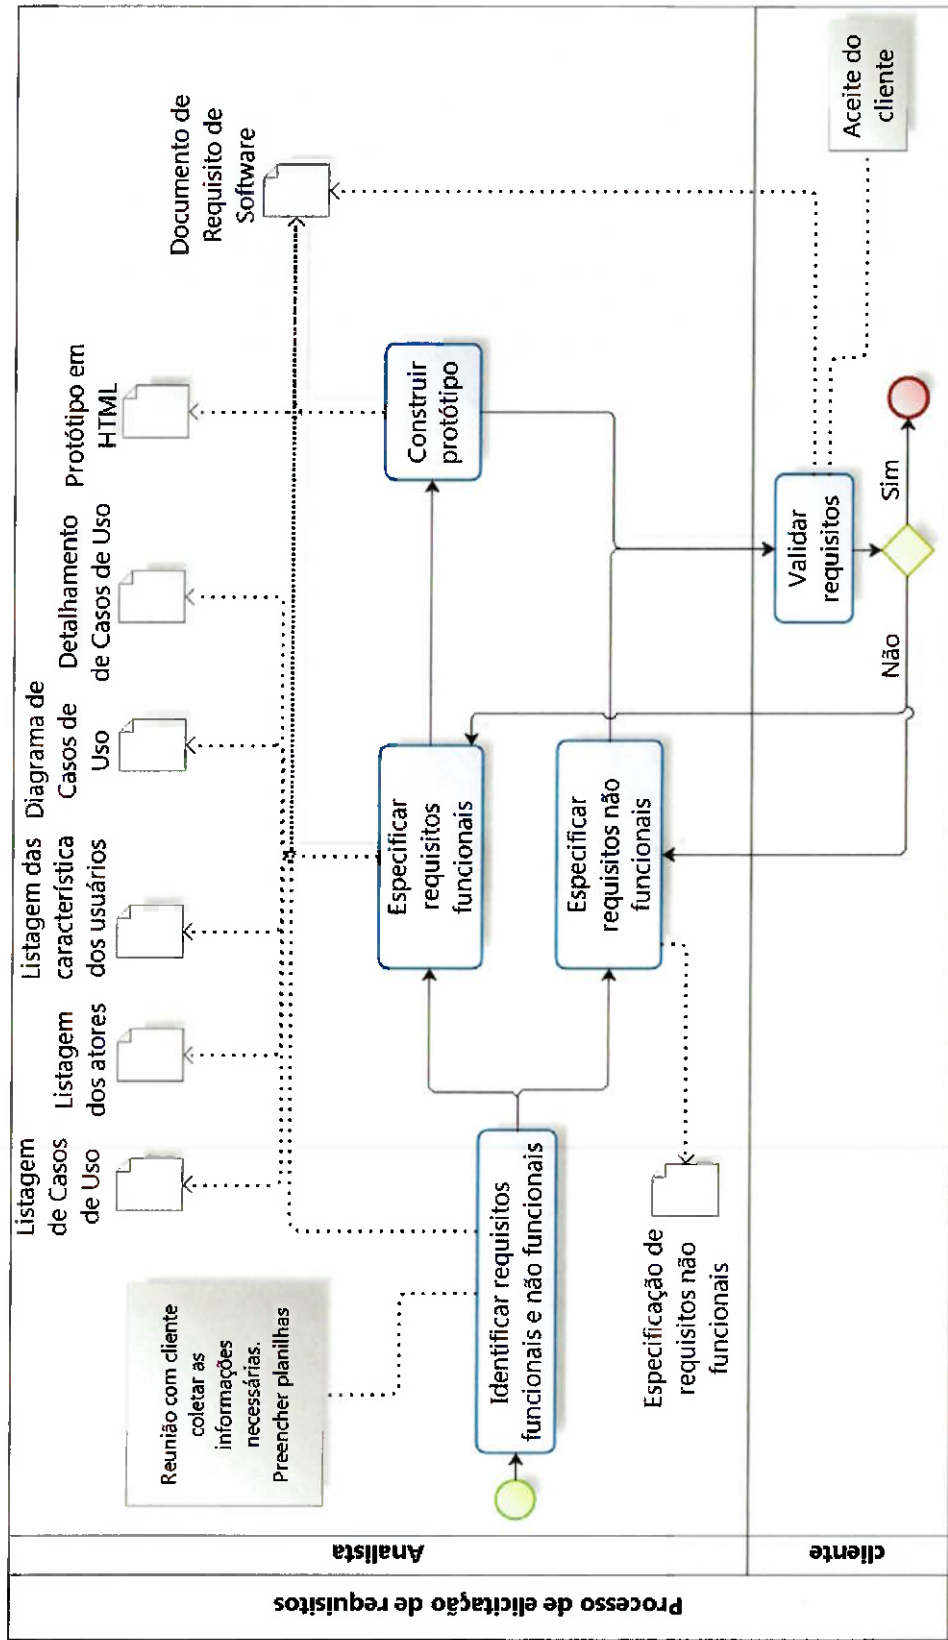 Processo de elicitação de requisitos
Analista
cliente
Reunião com cliente
coletar as
informações
necessárias.
Preencher planilhas
Listagem
de Casos
de Uso
Listagem
dos atores
Listagem das
característica
dos usuários
Diagrama de
Casos de
Uso
Detalhamento
de Casos de Uso
Protótipo em
HTML
Documento de
Requisito de
Software
Identificar requisitos
funcionais e não funcionais
Especificar
requisitos
funcionais
Construir
protótipo
Especificar
requisitos não
funcionais
Especificação de
requisitos não
funcionais
Validar
requisitos
Não
Sim
Aceite do
cliente